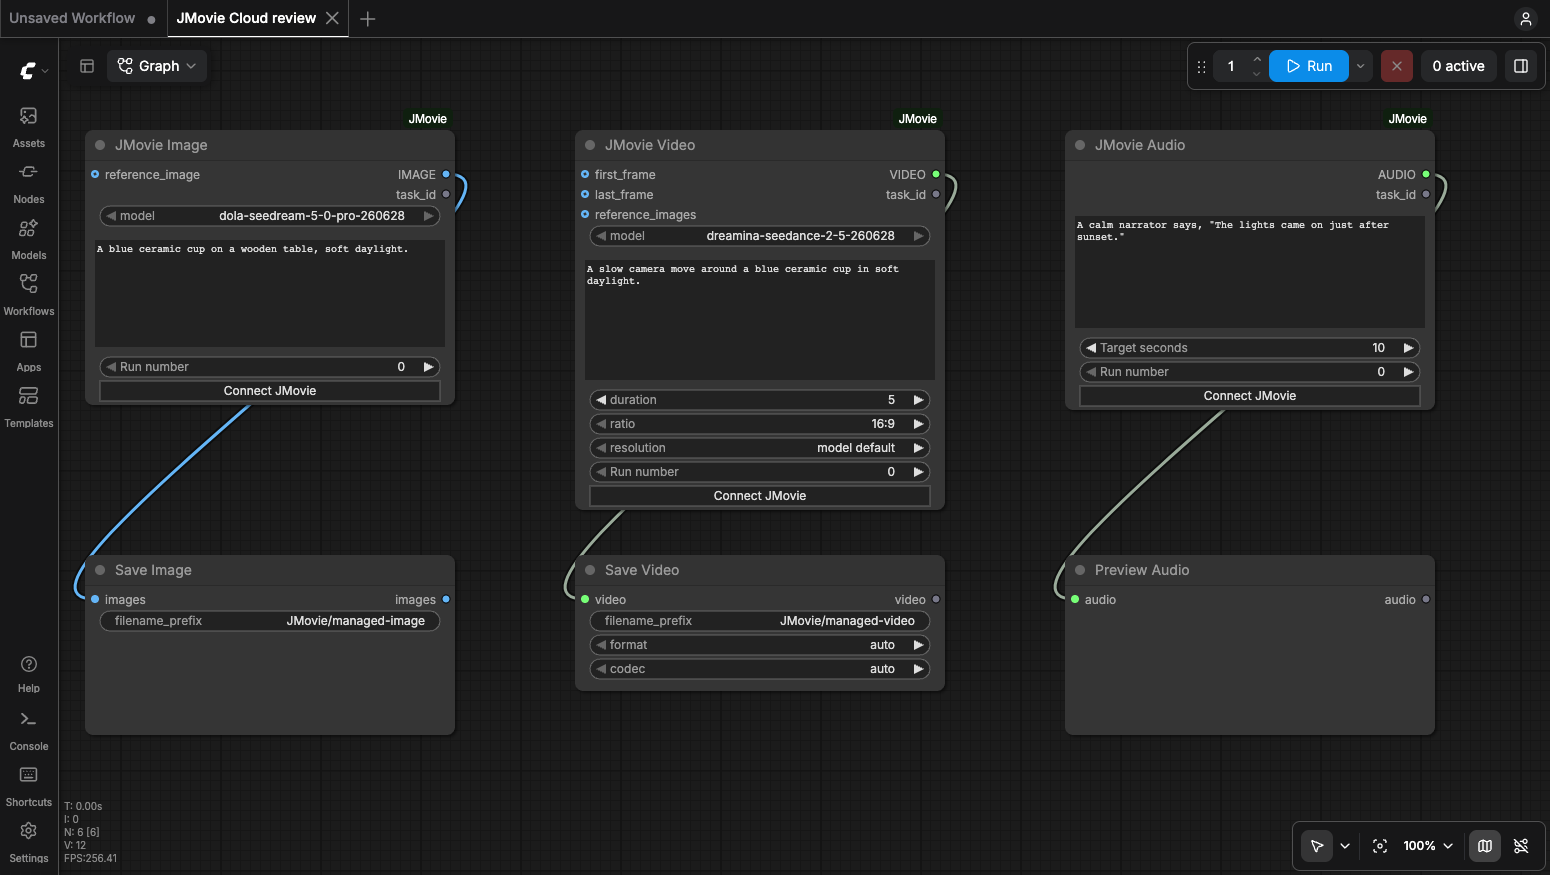 Unsaved Workflow
JMovie Cloud review
Graph
1
Run
0 active
Assets
Nodes
Models
Workflows
Apps
Templates
Help
Console
Shortcuts
Settings
JMovie
JMovie Image
reference_image
IMAGE
task_id
model
dola-seedream-5-0-pro-260628
A blue ceramic cup on a wooden table, soft daylight.
Run number
0
Connect JMovie
JMovie
JMovie Video
first_frame
VIDEO
last_frame
task_id
reference_images
model
dreamina-seedance-2-5-260628
A slow camera move around a blue ceramic cup in soft
daylight.
duration
5
ratio
16:9
resolution
model default
Run number
0
Connect JMovie
JMovie
JMovie Audio
AUDIO
task_id
A calm narrator says, "The lights came on just after
sunset."
Target seconds
10
Run number
0
Connect JMovie
Save Image
images
images
filename_prefix
JMovie/managed-image
Save Video
video
video
filename_prefix
JMovie/managed-video
format
auto
codec
auto
Preview Audio
audio
audio
T: 0.00s
I: 0
N: 6 [6]
V: 12
FPS:256.41
100%